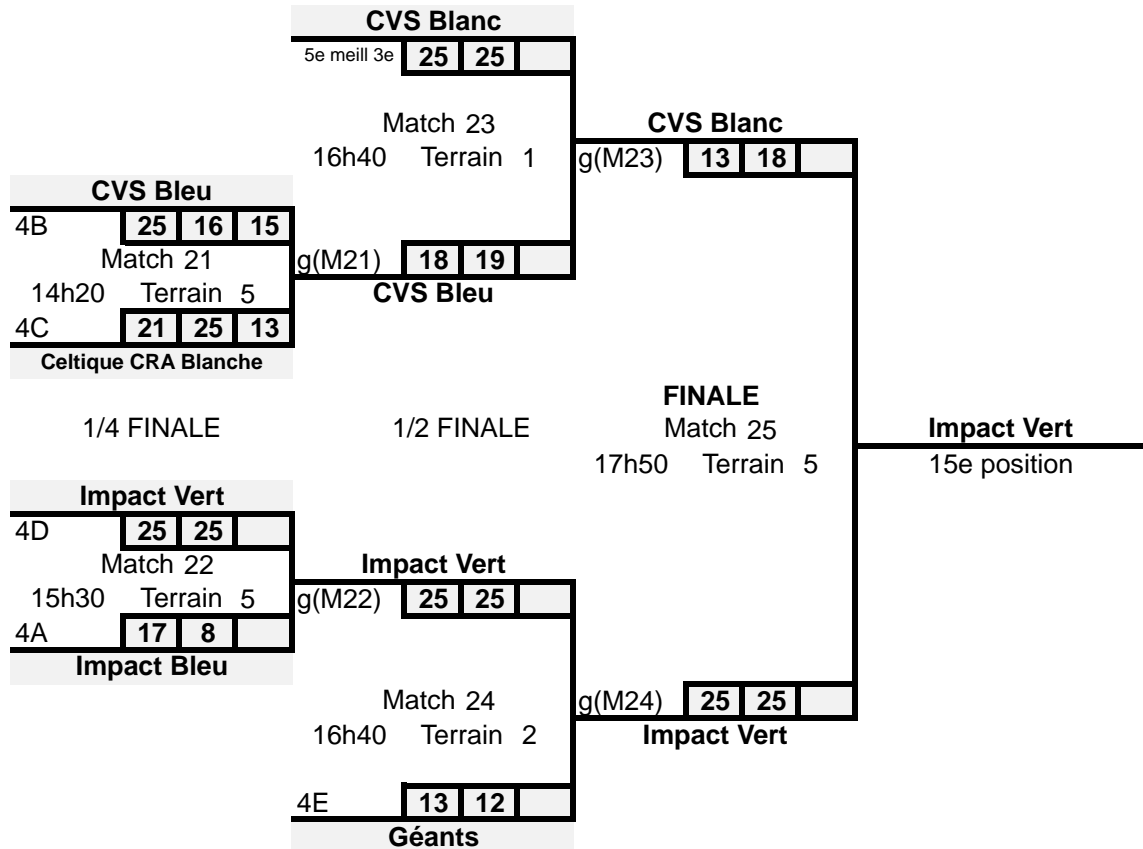 CVS Blanc
5e meill 3e 25 25
Match 23
16h40 Terrain 1
CVS Blanc
g(M23) 13 18
CVS Bleu
4B 25 16 15
Match 21
14h20 Terrain 5
4C 21 25 13
Celtique CRA Blanche
g(M21) 18 19
CVS Bleu
1/4 FINALE
1/2 FINALE
FINALE
Match 25
17h50 Terrain 5
Impact Vert
15e position
Impact Vert
4D 25 25
Match 22
15h30 Terrain 5
4A 17 8
Impact Bleu
Impact Vert
g(M22) 25 25
Match 24
16h40 Terrain 2
g(M24) 25 25
Impact Vert
4E 13 12
Géants